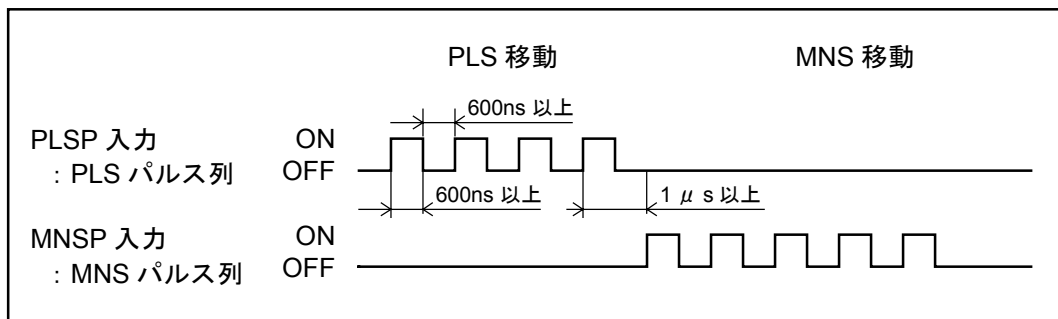 PLS 移動 MNS 移動
600ns 以上
PLSP 入力 ON
: PLS パルス列 OFF
600ns 以上 1 μs 以上
MNSP 入力 ON
: MNS パルス列 OFF